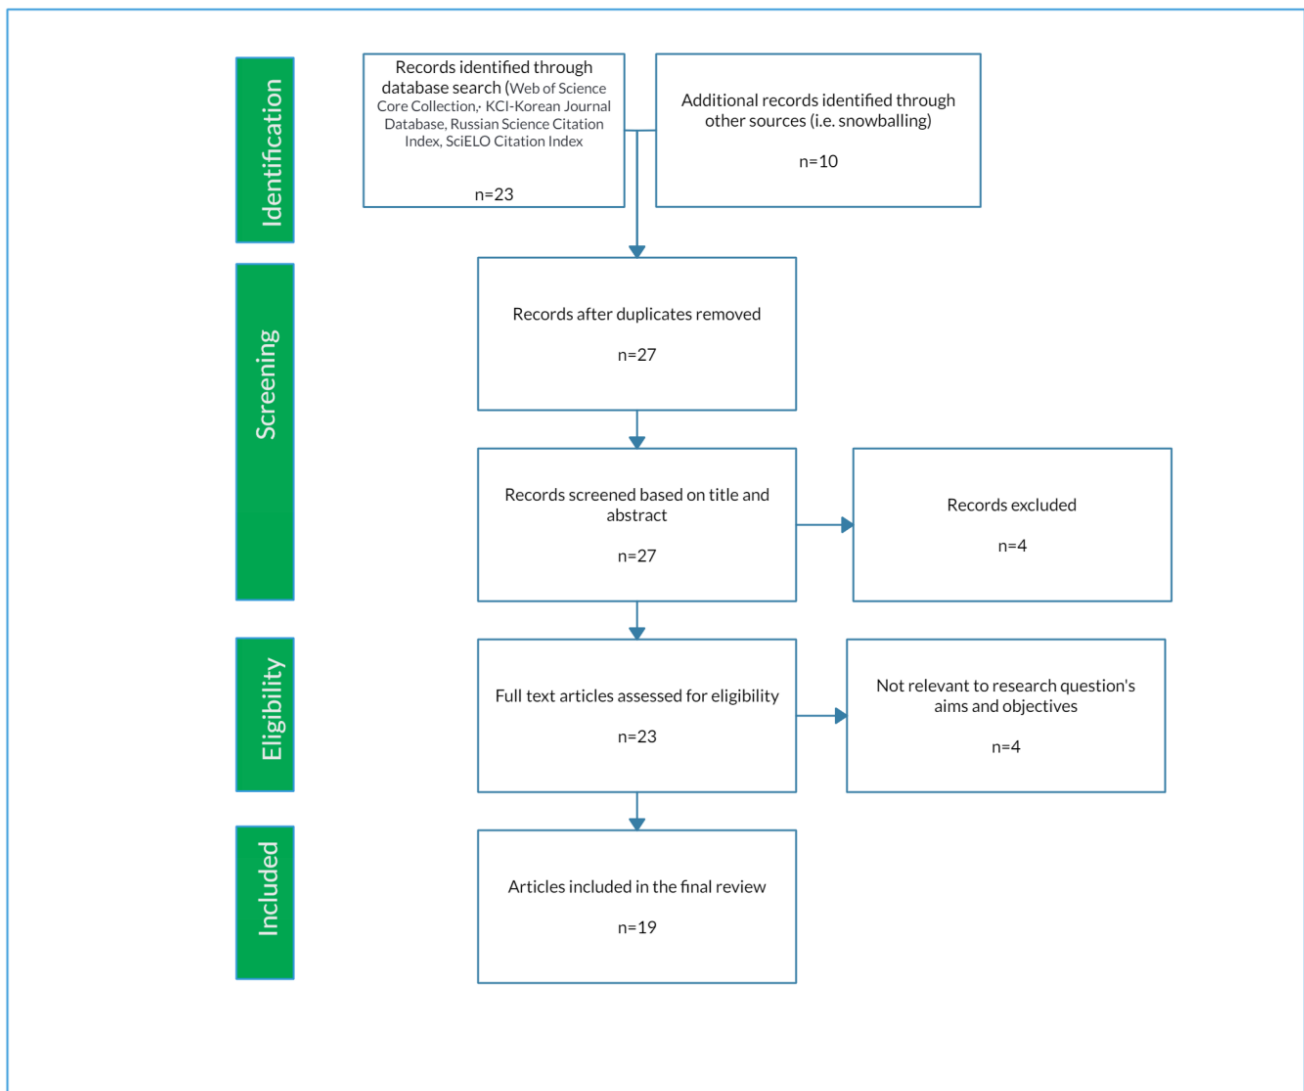 Identification
Records identified through
database search (Web of Science
Core Collection,· KCI-Korean Journal
Database, Russian Science Citation
Index, SciELO Citation Index
n=23
Additional records identified through
other sources (i.e. snowballing)
n=10
Screening
Records after duplicates removed
n=27
Records screened based on title and
abstract
n=27
Records excluded
n=4
Eligibility
Full text articles assessed for eligibility
n=23
Not relevant to research question's
aims and objectives
n=4
Included
Articles included in the final review
n=19